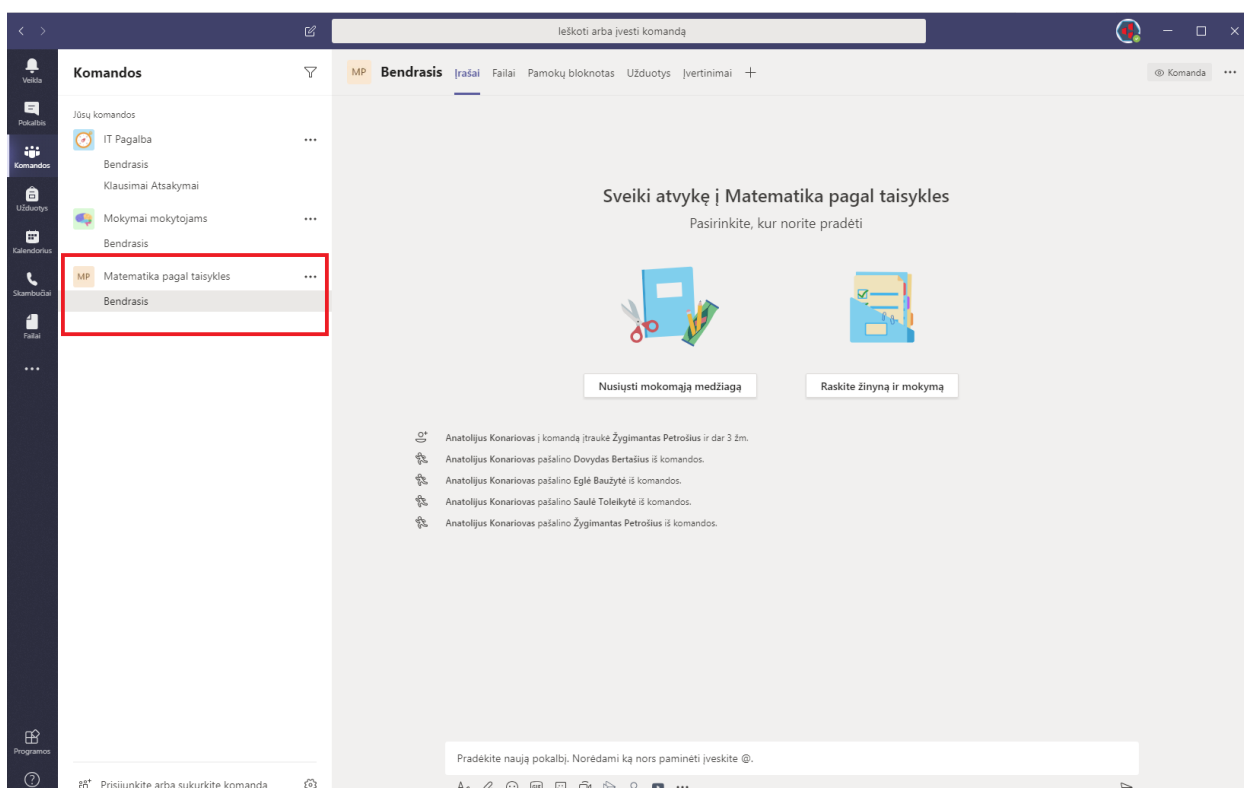 Ieškoti arba įvesti komandą
Veikla
Pokalbis
Komandos
Užduotys
Kalendorius
Skambučiai
Failai
Programos
Komandos
Jūsų komandos
IT Pagalba
Bendrasis
Klausimai Atsakymai
Mokymai mokytojams
Bendrasis
MP Matematika pagal taisykles
Bendrasis
Prisijunkite arba sukurkite komandą
MP Bendrasis Įrašai Failai Pamokų bloknotas Užduotys Įvertinimai
Komanda
Sveiki atvykę į Matematika pagal taisykles
Pasirinkite, kur norite pradėti
Nusiųsti mokomąją medžiagą
Raskite žinyną ir mokymą
Anatolijus Konariovas į komandą įtraukė Žygimantas Petrošius ir dar 3 žm.
Anatolijus Konariovas pašalino Dovydas Bertašius iš komandos.
Anatolijus Konariovas pašalino Eglė Baužytė iš komandos.
Anatolijus Konariovas pašalino Saulė Toleikytė iš komandos.
Anatolijus Konariovas pašalino Žygimantas Petrošius iš komandos.
Pradėkite naują pokalbį. Norėdami ką nors paminėti įveskite @.